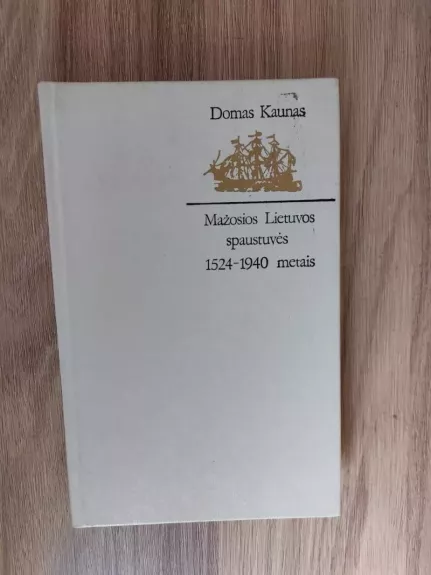 Domas Kaunas
Mažosios Lietuvos
spaustuvės
1524-1940 metais